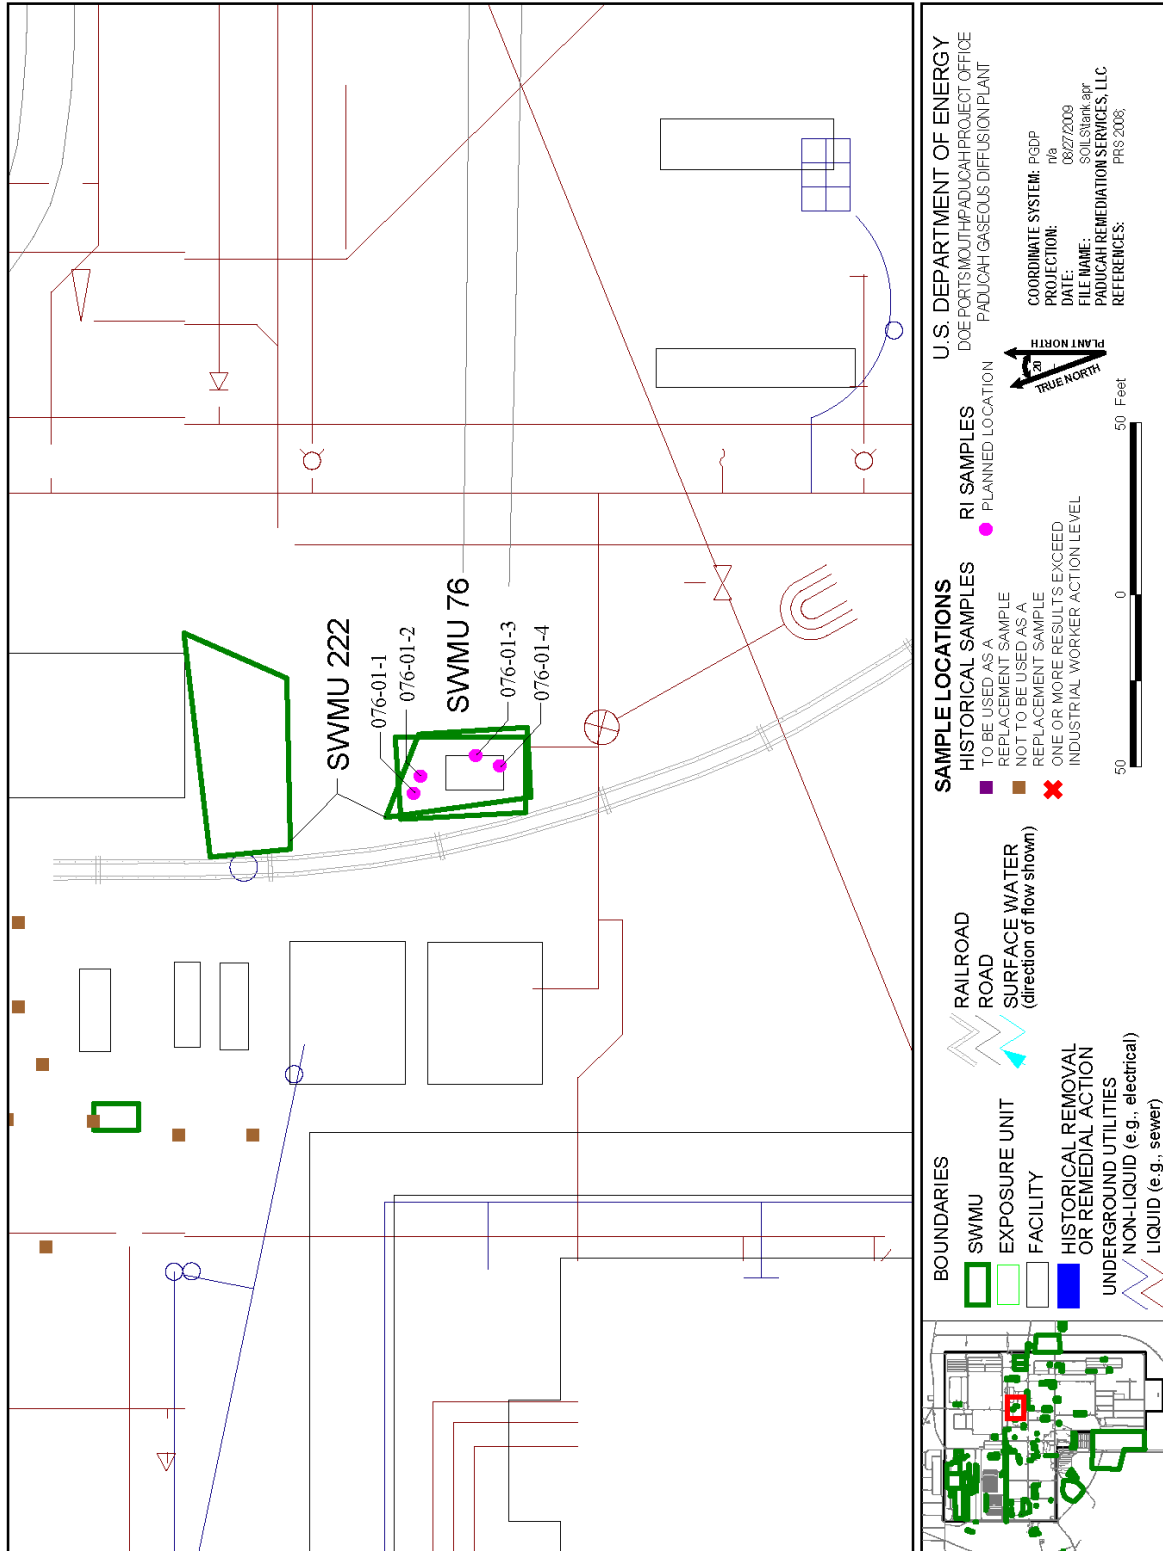 SWMU 222
076-01-1
076-01-2
SWMU 76
076-01-3
076-01-4
U.S. DEPARTMENT OF ENERGY
DOE PORTSMOUTH/PADUCAH PROJECT OFFICE
PADUCAH GASEOUS DIFFUSION PLANT
COORDINATE SYSTEM: PGDP
PROJECTION: n/a
DATE: 08/27/2009
FILE NAME: SOILS\tank.apr
PADUCAH REMEDIATION SERVICES, LLC
REFERENCES: PRS 2008;
PLANT NORTH
20
TRUE NORTH
SAMPLE LOCATIONS
HISTORICAL SAMPLES
TO BE USED AS A
REPLACEMENT SAMPLE
NOT TO BE USED AS A
REPLACEMENT SAMPLE
ONE OR MORE RESULTS EXCEED
INDUSTRIAL WORKER ACTION LEVEL
RI SAMPLES
PLANNED LOCATION
50 0 50 Feet
BOUNDARIES
SWMU
EXPOSURE UNIT
FACILITY
HISTORICAL REMOVAL
OR REMEDIAL ACTION
UNDERGROUND UTILITIES
NON-LIQUID (e.g., electrical)
LIQUID (e.g., sewer)
RAILROAD
ROAD
SURFACE WATER
(direction of flow shown)